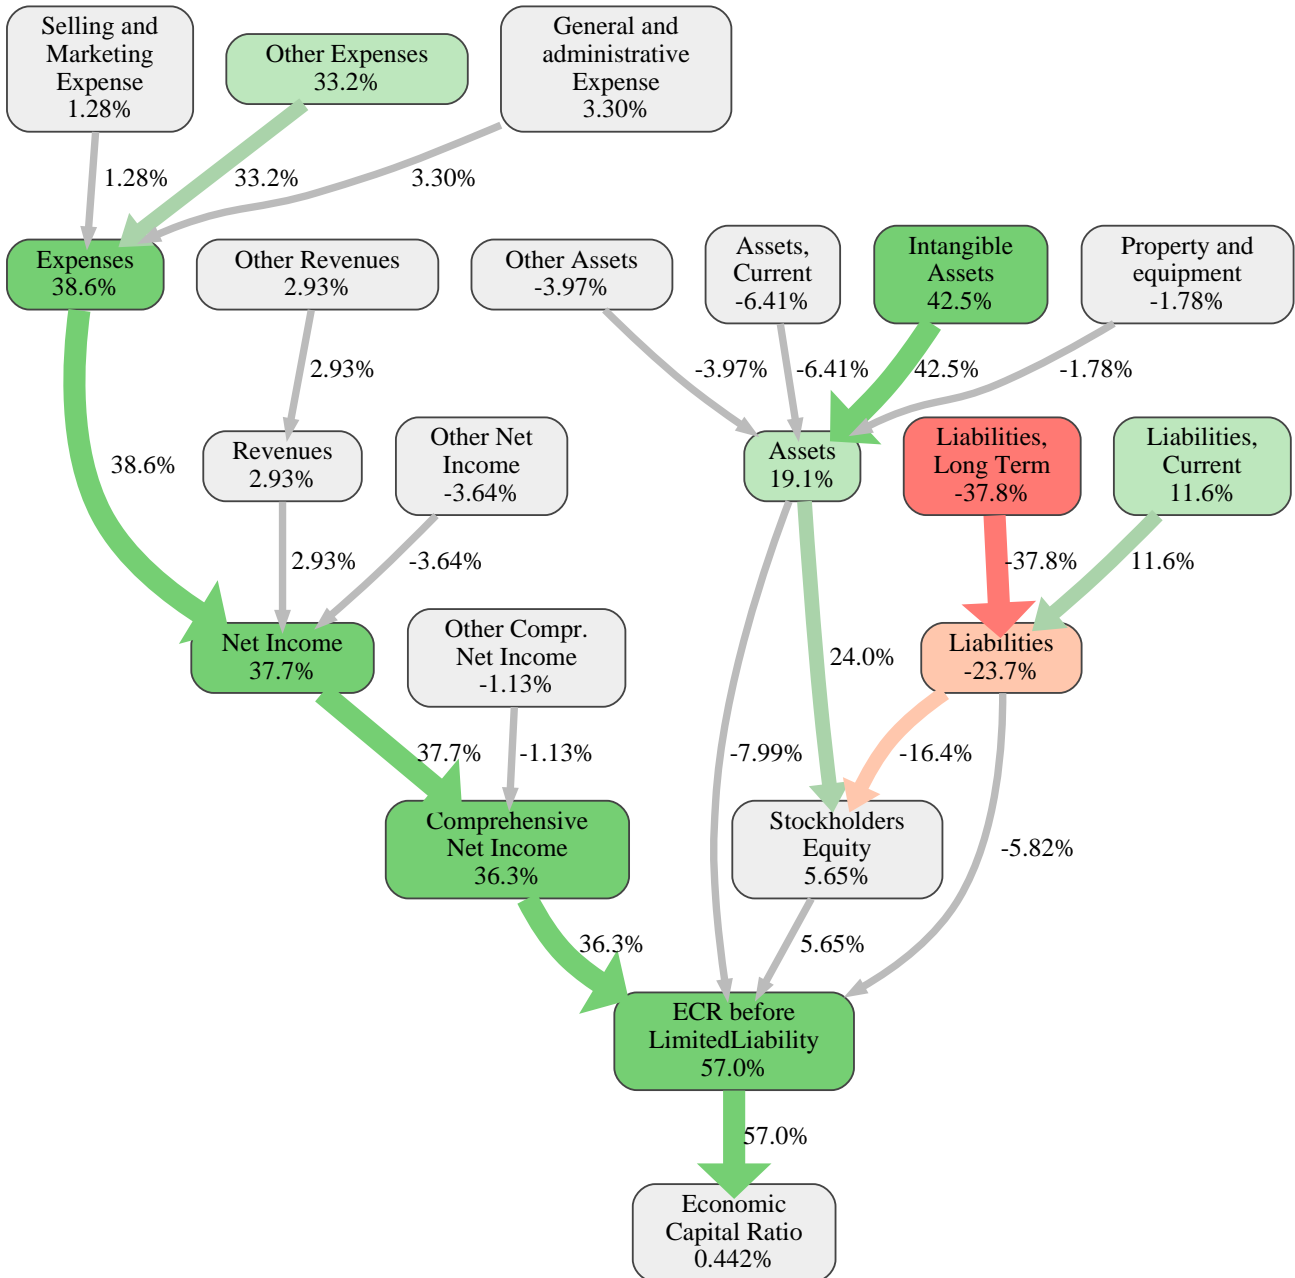 Selling and
Marketing
Expense
1.28%
Other Expenses
33.2%
General and
administrative
Expense
3.30%
1.28%
33.2%
3.30%
Expenses
38.6%
Other Revenues
2.93%
Other Assets
-3.97%
Assets,
Current
-6.41%
Intangible
Assets
42.5%
Property and
equipment
-1.78%
38.6%
2.93%
-3.97%
-6.41%
42.5%
-1.78%
Revenues
2.93%
Other Net
Income
-3.64%
Assets
19.1%
Liabilities,
Long Term
-37.8%
Liabilities,
Current
11.6%
2.93%
-3.64%
-37.8%
11.6%
Net Income
37.7%
Other Compr.
Net Income
-1.13%
24.0%
Liabilities
-23.7%
37.7%
-1.13%
-7.99%
-16.4%
Comprehensive
Net Income
36.3%
Stockholders
Equity
5.65%
-5.82%
36.3%
5.65%
ECR before
LimitedLiability
57.0%
57.0%
Economic
Capital Ratio
0.442%